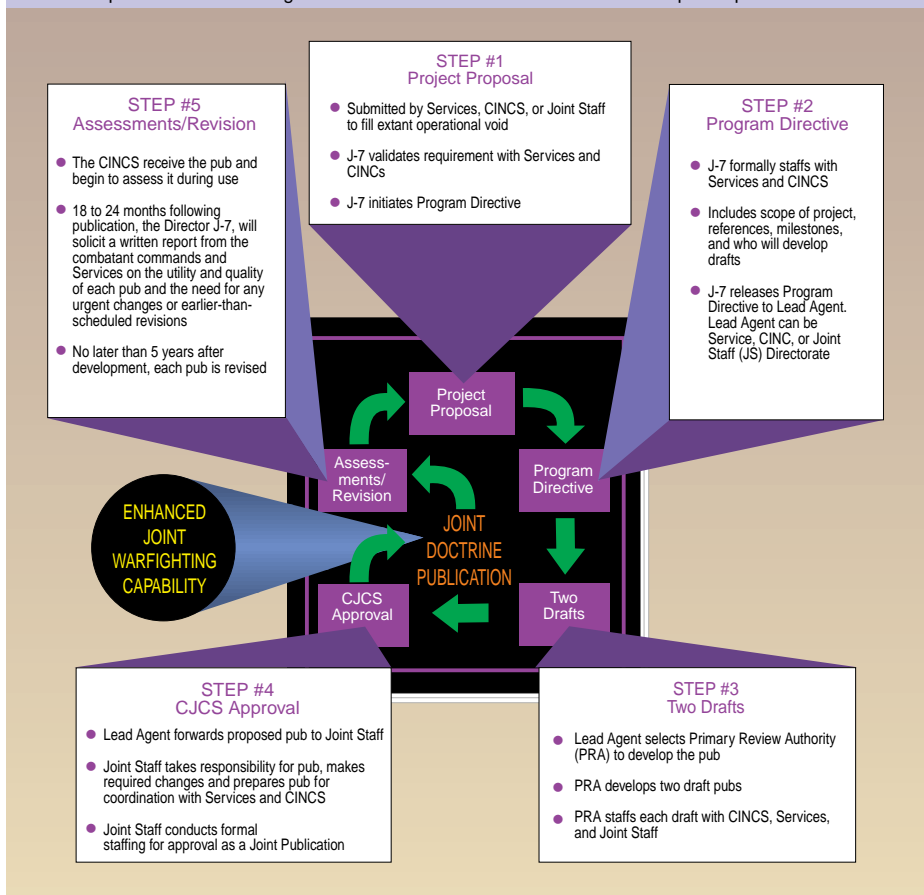 STEP #1
Project Proposal
● Submitted by Services, CINCS, or Joint Staff
to fill extant operational void
● J-7 validates requirement with Services and
CINCs
● J-7 initiates Program Directive
STEP #5
Assessments/Revision
● The CINCS receive the pub and
begin to assess it during use
● 18 to 24 months following
publication, the Director J-7, will
solicit a written report from the
combatant commands and
Services on the utility and quality
of each pub and the need for any
urgent changes or earlier-than-
scheduled revisions
● No later than 5 years after
development, each pub is revised
STEP #2
Program Directive
● J-7 formally staffs with
Services and CINCS
● Includes scope of project,
references, milestones,
and who will develop
drafts
● J-7 releases Program
Directive to Lead Agent.
Lead Agent can be
Service, CINC, or Joint
Staff (JS) Directorate
Project
Proposal
Assess-
ments/
Revision
Program
Directive
ENHANCED
JOINT
WARFIGHTING
CAPABILITY
JOINT
DOCTRINE
PUBLICATION
CJCS
Approval
Two
Drafts
STEP #4
CJCS Approval
● Lead Agent forwards proposed pub to Joint Staff
● Joint Staff takes responsibility for pub, makes
required changes and prepares pub for
coordination with Services and CINCS
● Joint Staff conducts formal
staffing for approval as a Joint Publication
STEP #3
Two Drafts
● Lead Agent selects Primary Review Authority
(PRA) to develop the pub
● PRA develops two draft pubs
● PRA staffs each draft with CINCS, Services,
and Joint Staff